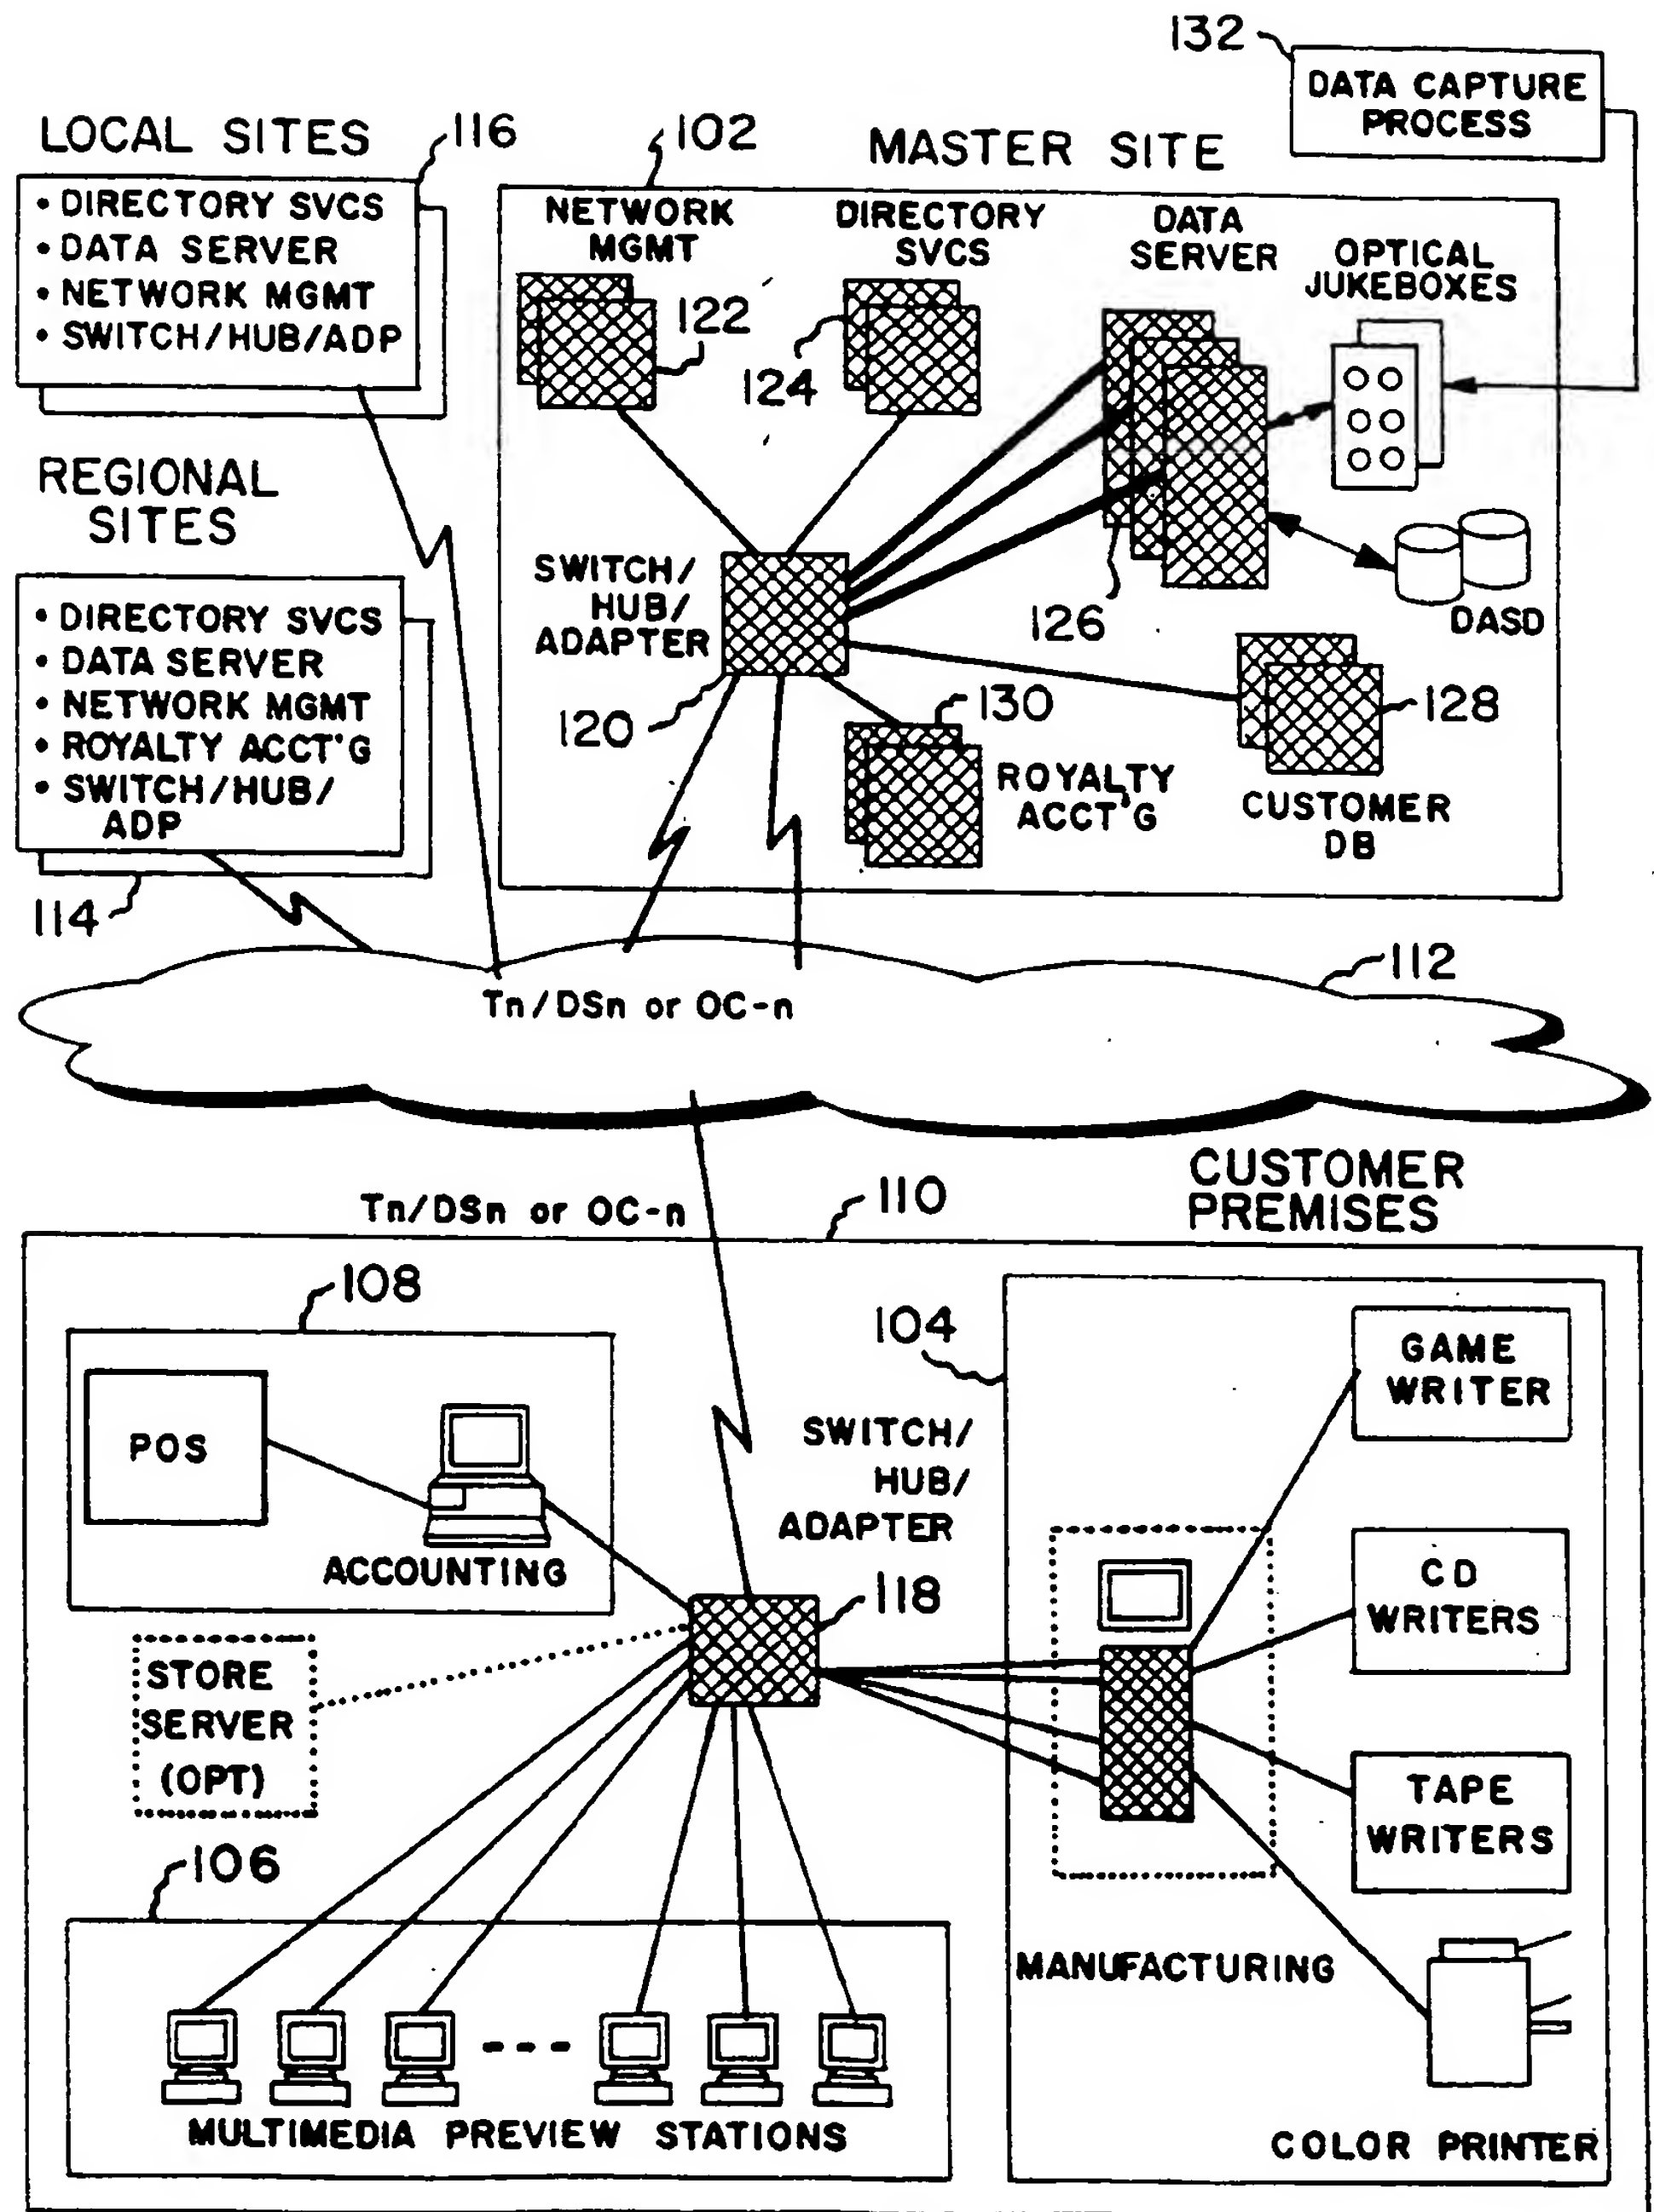 132
DATA CAPTURE
PROCESS
LOCAL SITES
116
• DIRECTORY SVCS
• DATA SERVER
• NETWORK MGMT
• SWITCH/HUB/ADP
102
MASTER SITE
NETWORK
MGMT
DIRECTORY
SVCS
DATA
SERVER
OPTICAL
JUKEBOXES
122
124
REGIONAL
SITES
• DIRECTORY SVCS
• DATA SERVER
• NETWORK MGMT
• ROYALTY ACCT'G
• SWITCH/HUB/
ADP
114
SWITCH/
HUB/
ADAPTER
120
126
DASD
130
128
ROYALTY
ACCT'G
CUSTOMER
DB
112
Tn/DSn or OC-n
CUSTOMER
PREMISES
Tn/DSn or OC-n
110
108
POS
ACCOUNTING
104
GAME
WRITER
SWITCH/
HUB/
ADAPTER
118
CD
WRITERS
STORE
SERVER
(OPT)
TAPE
WRITERS
106
MANUFACTURING
MULTIMEDIA PREVIEW STATIONS
COLOR PRINTER